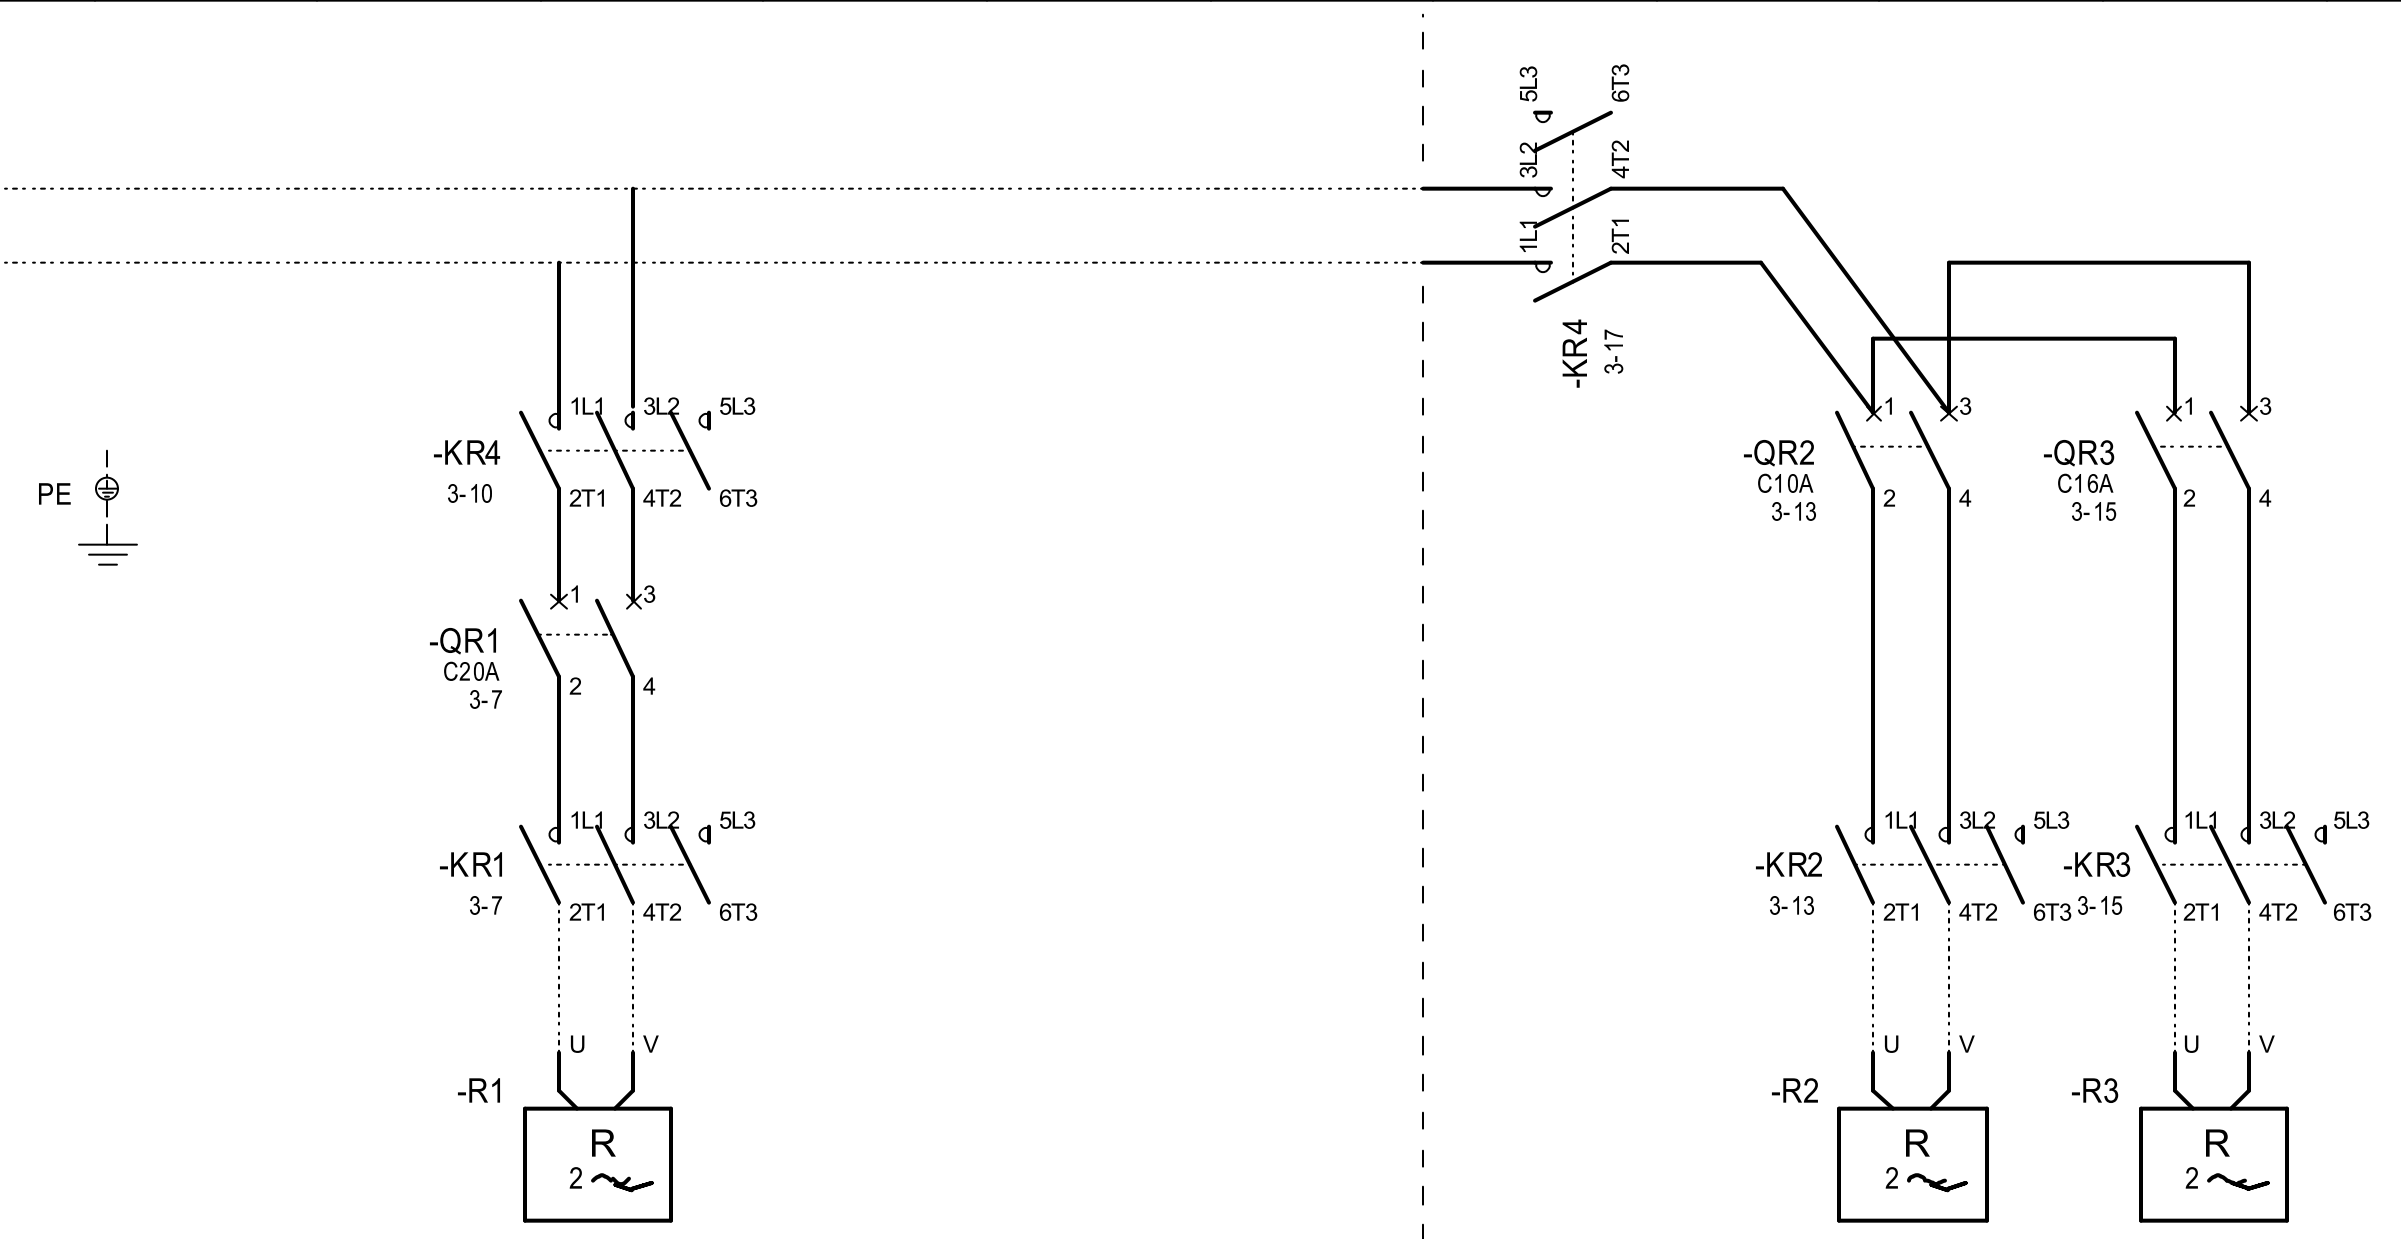 5L3
6T3
3L2
4T2
1L1
2T1
-KR4
3-17
1L1
3L2
5L3
-KR4
3-10
2T1
4T2
6T3
PE
1
3
-QR1
C20A
3-7
2
4
1L1
3L2
5L3
-KR1
3-7
2T1
4T2
6T3
U
V
-R1
R
2
1
3
-QR2
C10A
3-13
2
4
1
3
-QR3
C16A
3-15
2
4
1L1
3L2
5L3
-KR2
3-13
2T1
4T2
6T3
1L1
3L2
5L3
-KR3
3-15
2T1
4T2
6T3
U
V
-R2
R
2
U
V
-R3
R
2